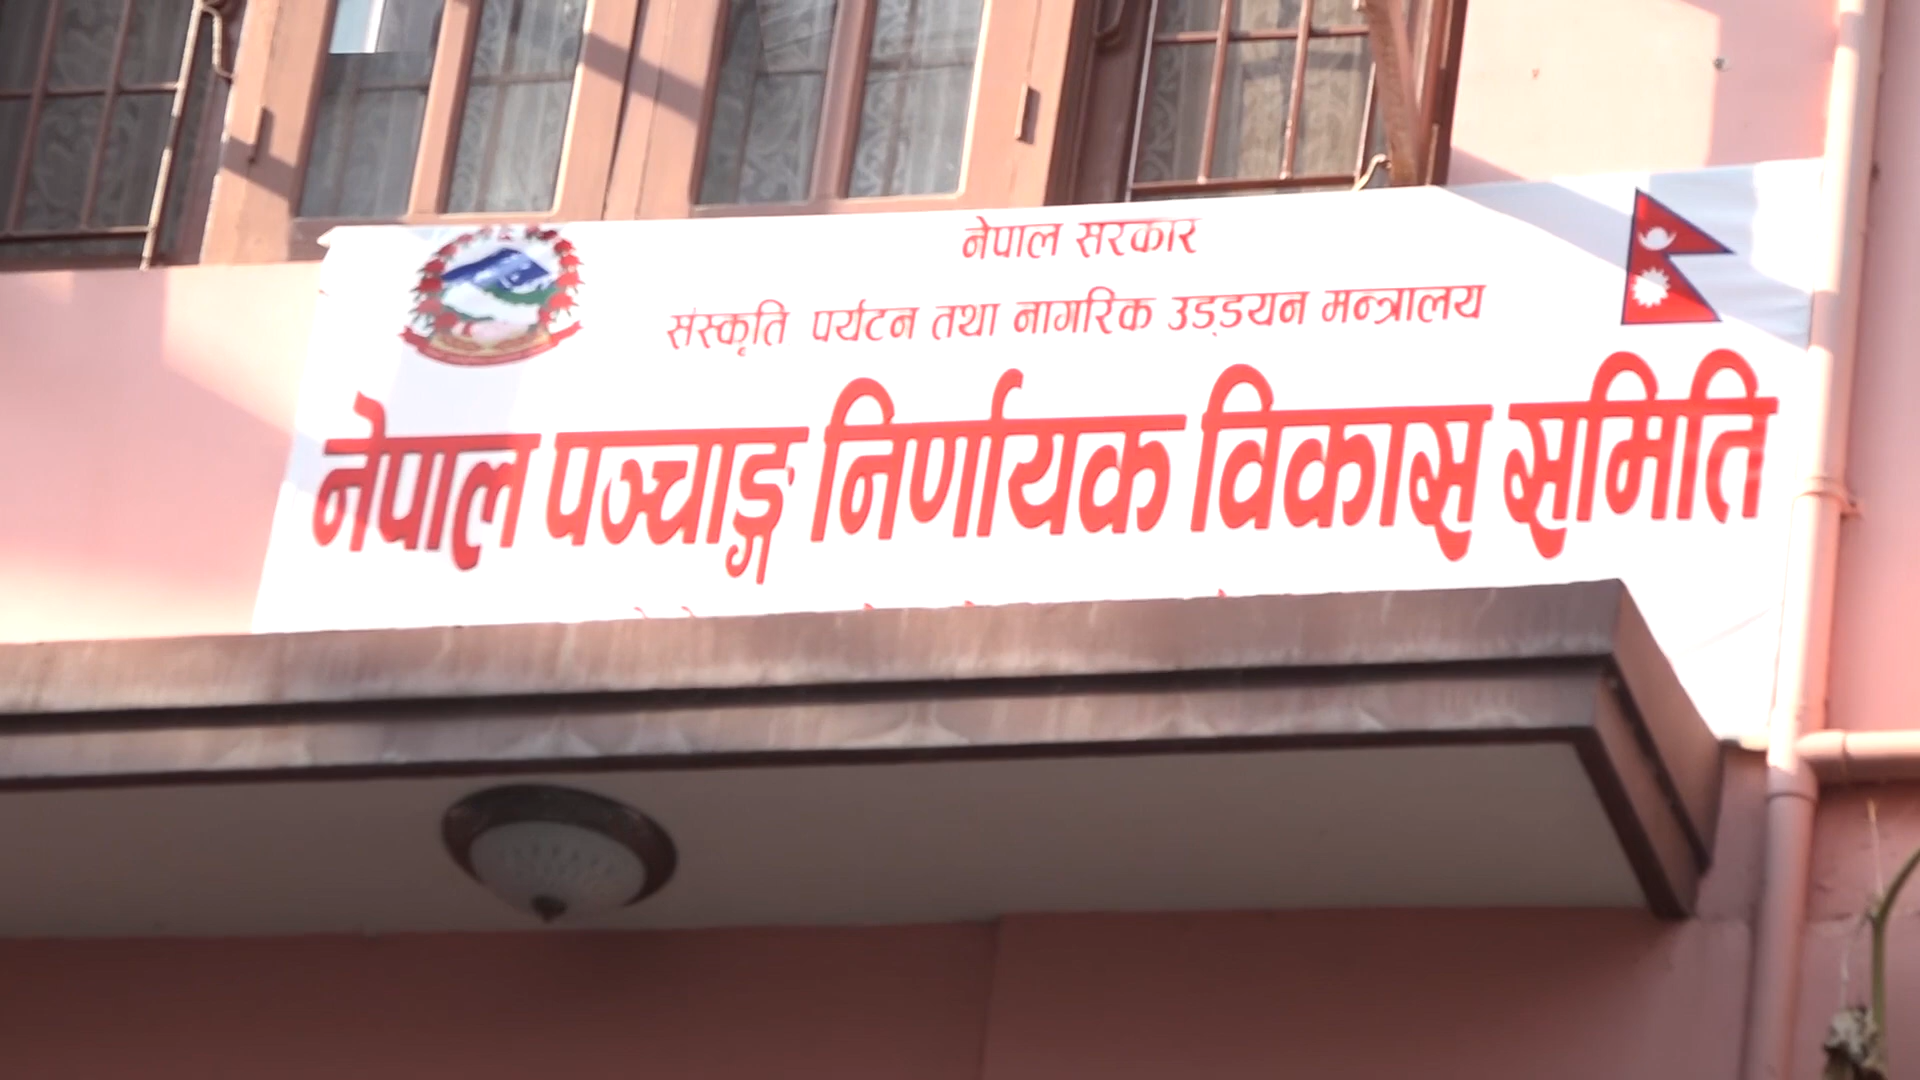 नेपाल सरकार
संस्कृति पर्यटन तथा नागरिक उड्डयन मन्त्रालय
नेपाल पञ्चाङ्ग निर्णायक विकास समिति